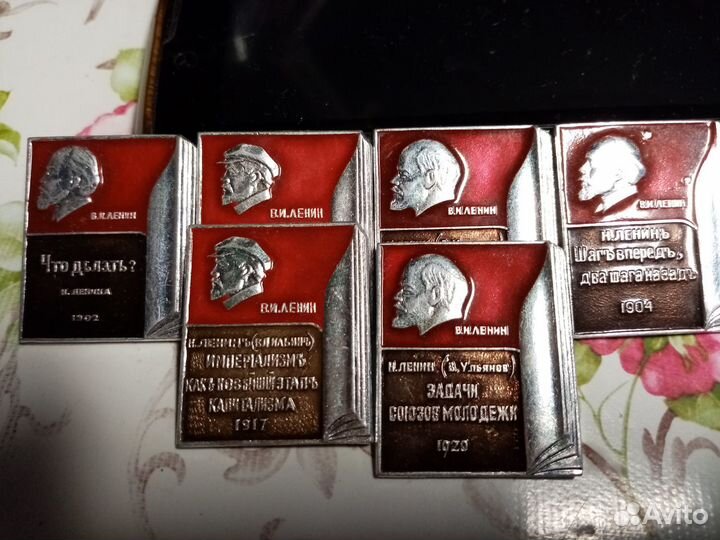 В.И.ЛЕНИН
Что дѣлать?
Н. ЛЕНИНА
1902
В.И.ЛЕНИН
В.И.ЛЕНИН
В.И.ЛЕНИН
Н.ЛЕНИНЪ
Шагъ впередъ,
два шага назадъ
1904
В.И.ЛЕНИН
Н.ЛЕНИНЪ (ВЛ.ИЛЬИНЪ)
ИМПЕРІАЛИЗМЪ,
КАКЪ НОВѢЙШІЙ ЭТАПЪ
КАПИТАЛИЗМА
1917
В.И.ЛЕНИН
Н.ЛЕНИН (В.Ульянов)
ЗАДАЧИ
СОЮЗОВ МОЛОДЕЖИ
1920
Avito